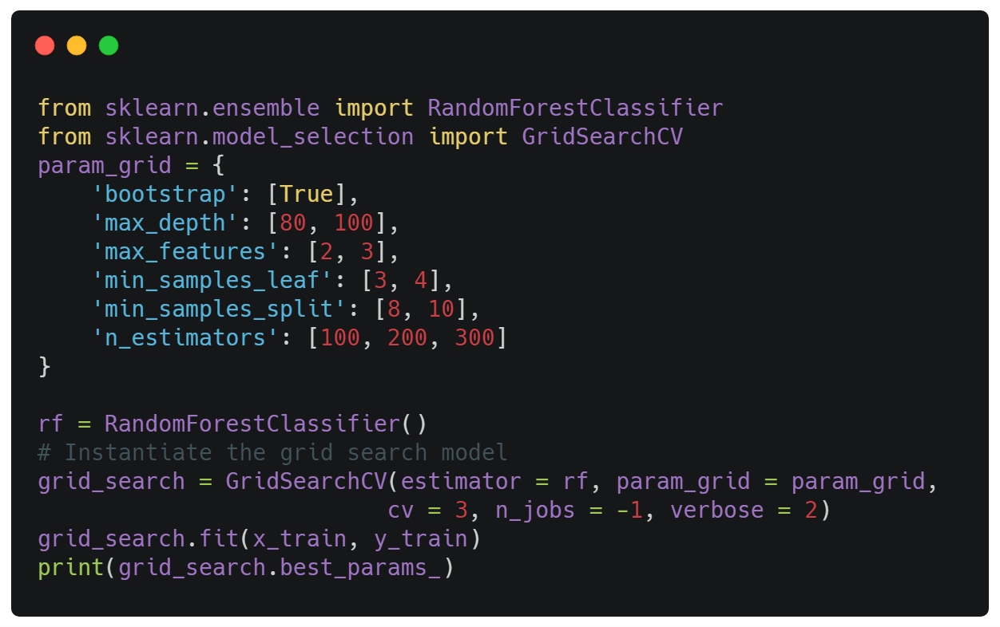 from sklearn.ensemble import RandomForestClassifier
from sklearn.model_selection import GridSearchCV
param_grid = {
    'bootstrap': [True],
    'max_depth': [80, 100],
    'max_features': [2, 3],
    'min_samples_leaf': [3, 4],
    'min_samples_split': [8, 10],
    'n_estimators': [100, 200, 300]
}
rf = RandomForestClassifier()
# Instantiate the grid search model
grid_search = GridSearchCV(estimator = rf, param_grid = param_grid,
                          cv = 3, n_jobs = -1, verbose = 2)
grid_search.fit(x_train, y_train)
print(grid_search.best_params_)